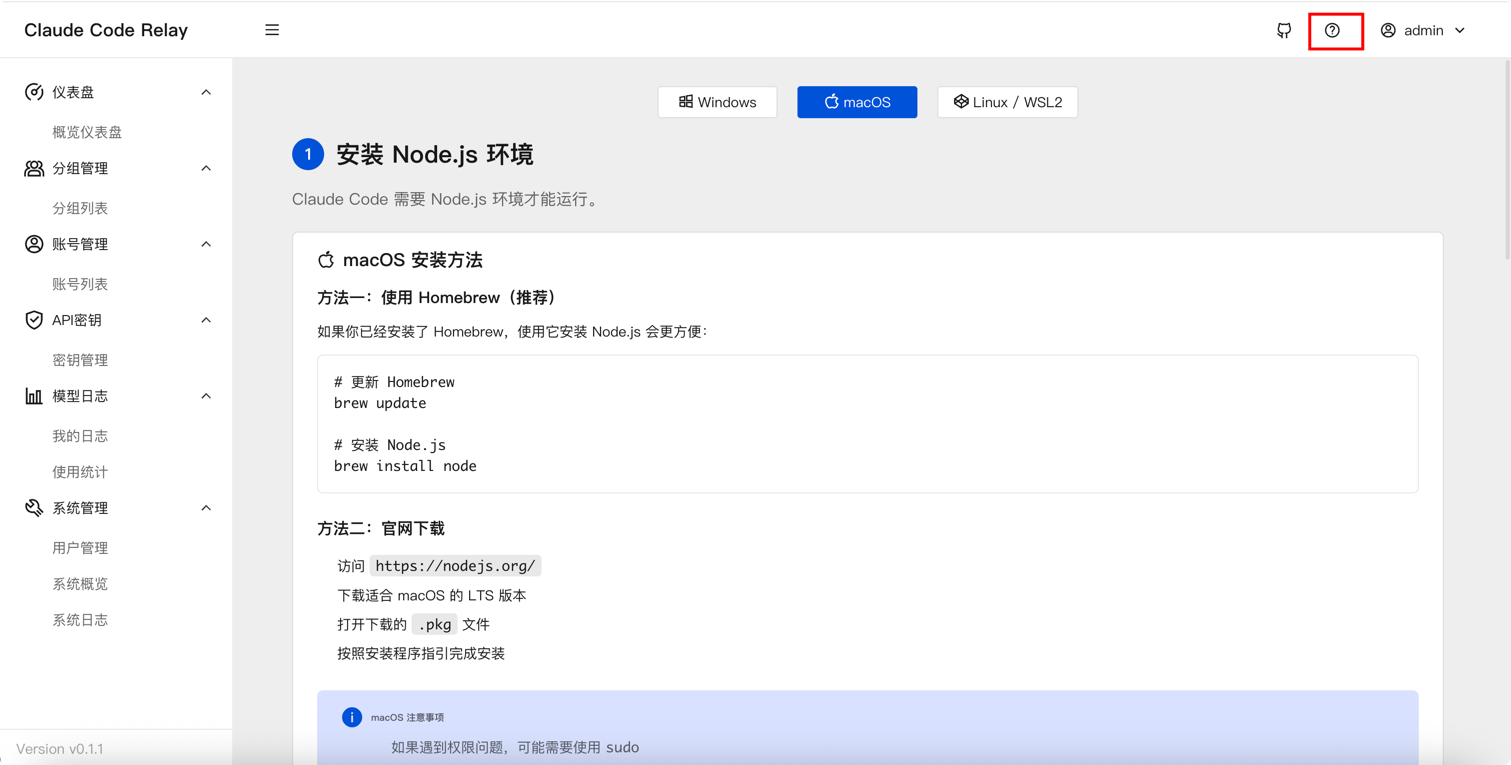 Claude Code Relay
admin
仪表盘
概览仪表盘
分组管理
分组列表
账号管理
账号列表
API密钥
密钥管理
模型日志
我的日志
使用统计
系统管理
用户管理
系统概览
系统日志
Version v0.1.1
Windows
macOS
Linux / WSL2
1 安装 Node.js 环境
Claude Code 需要 Node.js 环境才能运行。
macOS 安装方法
方法一：使用 Homebrew（推荐）
如果你已经安装了 Homebrew，使用它安装 Node.js 会更方便：
# 更新 Homebrew
brew update
# 安装 Node.js
brew install node
方法二：官网下载
访问 https://nodejs.org/
下载适合 macOS 的 LTS 版本
打开下载的 .pkg 文件
按照安装程序指引完成安装
macOS 注意事项
如果遇到权限问题，可能需要使用 sudo